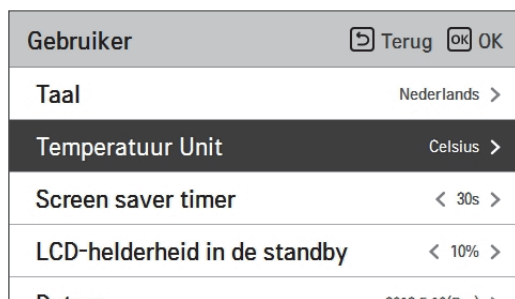 Gebruiker Terug OK OK
Taal Nederlands >
Temperatuur Unit Celsius >
Screen saver timer < 30s >
LCD-helderheid in de standby < 10% >